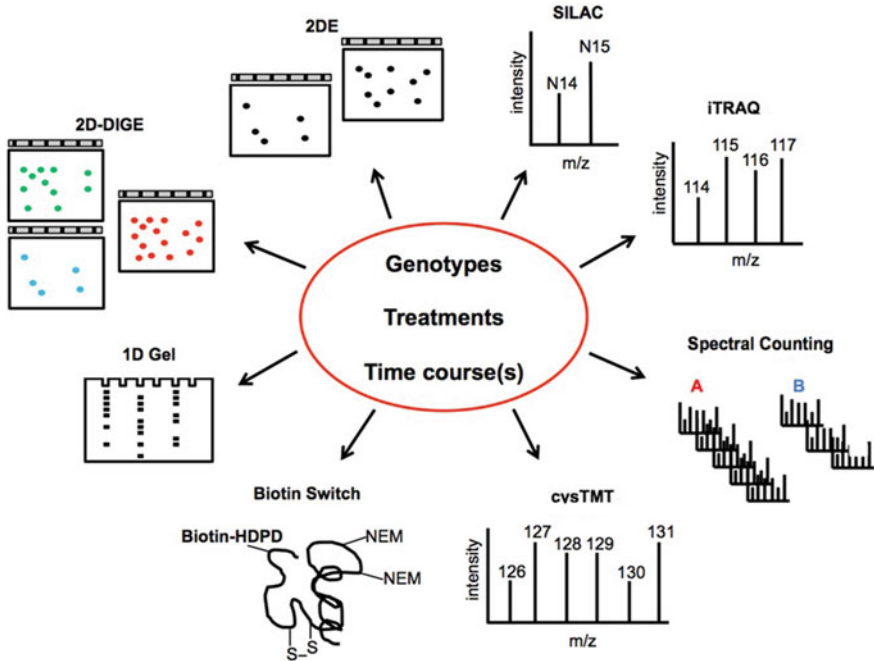 2DE
SILAC
intensity
N14
N15
m/z
2D-DIGE
iTRAQ
intensity
114
115
116
117
m/z
Genotypes
Treatments
Time course(s)
1D Gel
Spectral Counting
A
B
Biotin Switch
Biotin-HDPD
NEM
NEM
S
S
cysTMT
intensity
126
127
128
129
130
131
m/z